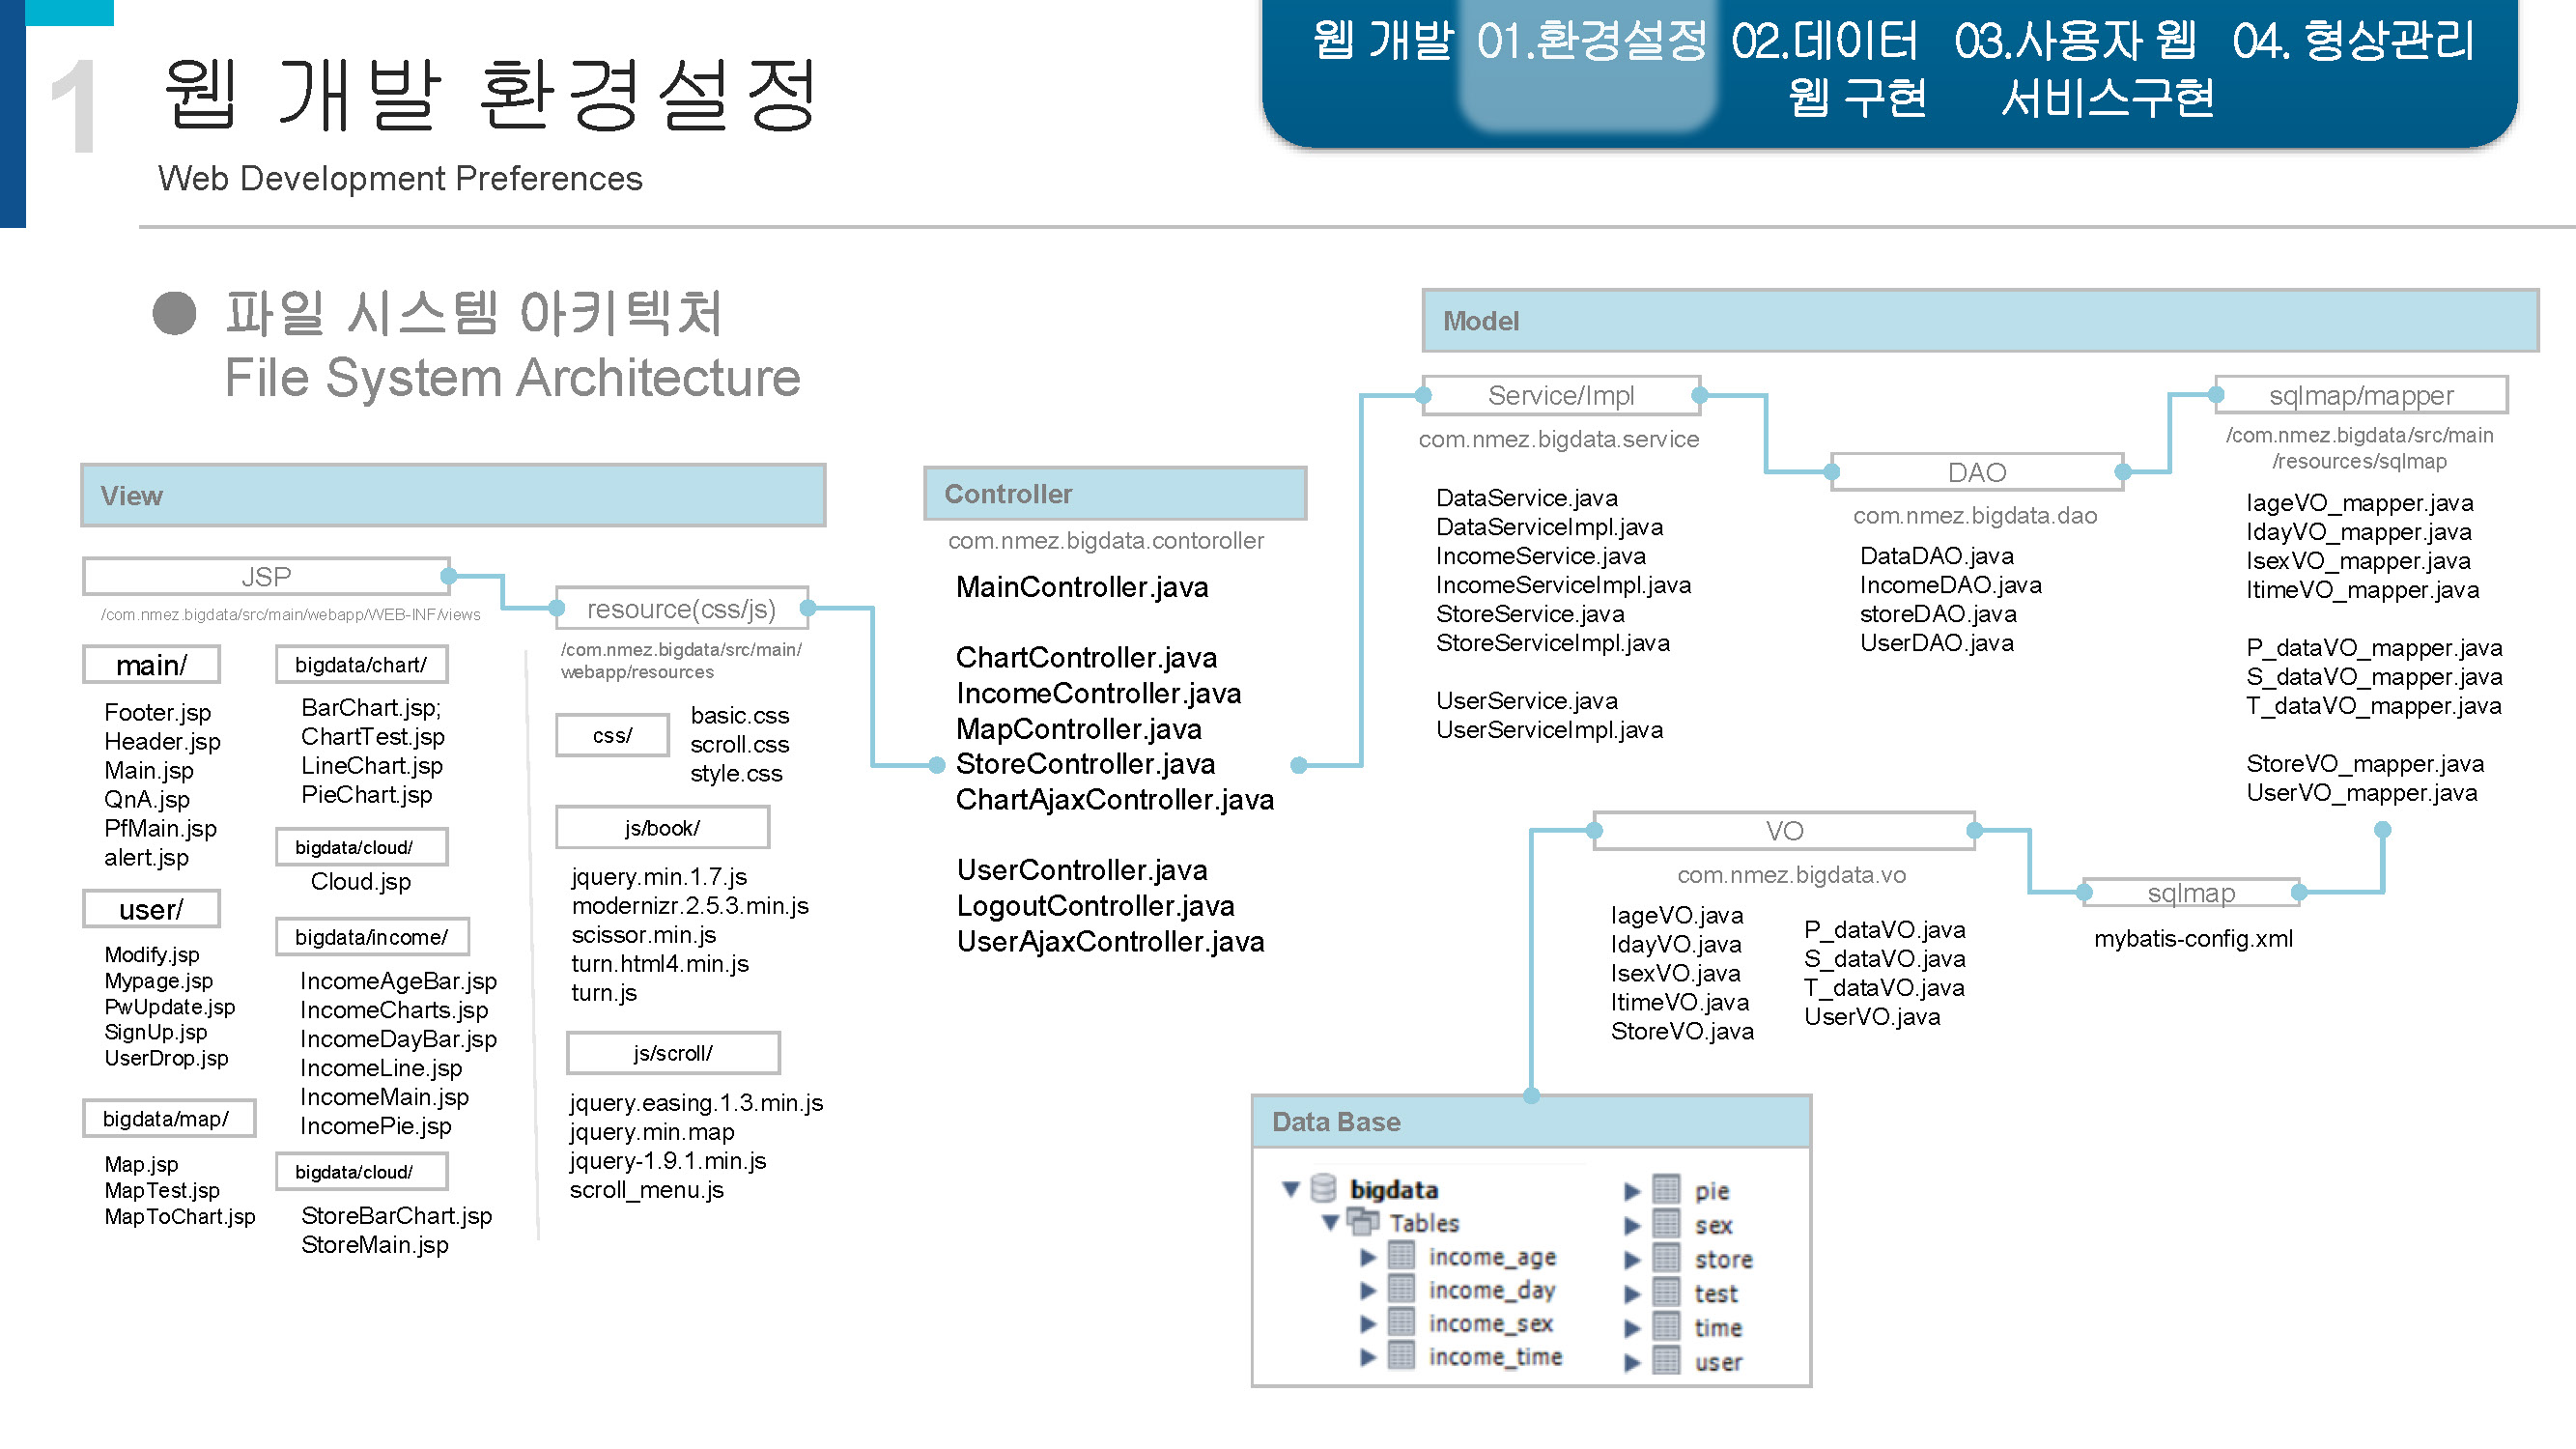 1
웹 개발 환경설정
Web Development Preferences
웹 개발 01.환경설정 02.데이터 03.사용자 웹 04. 형상관리
웹 구현 서비스구현
파일 시스템 아키텍처
File System Architecture
View
JSP
/com.nmez.bigdata/src/main/webapp/WEB-INF/views
main/
Footer.jsp
Header.jsp
Main.jsp
QnA.jsp
PfMain.jsp
alert.jsp
user/
Modify.jsp
Mypage.jsp
PwUpdate.jsp
SignUp.jsp
UserDrop.jsp
bigdata/map/
Map.jsp
MapTest.jsp
MapToChart.jsp
bigdata/chart/
BarChart.jsp;
ChartTest.jsp
LineChart.jsp
PieChart.jsp
bigdata/cloud/
Cloud.jsp
bigdata/income/
IncomeAgeBar.jsp
IncomeCharts.jsp
IncomeDayBar.jsp
IncomeLine.jsp
IncomeMain.jsp
IncomePie.jsp
bigdata/cloud/
StoreBarChart.jsp
StoreMain.jsp
resource(css/js)
/com.nmez.bigdata/src/main/
webapp/resources
css/
basic.css
scroll.css
style.css
js/book/
jquery.min.1.7.js
modernizr.2.5.3.min.js
scissor.min.js
turn.html4.min.js
turn.js
js/scroll/
jquery.easing.1.3.min.js
jquery.min.map
jquery-1.9.1.min.js
scroll_menu.js
Controller
com.nmez.bigdata.contoroller
MainController.java
ChartController.java
IncomeController.java
MapController.java
StoreController.java
ChartAjaxController.java
UserController.java
LogoutController.java
UserAjaxController.java
Model
Service/Impl
com.nmez.bigdata.service
DataService.java
DataServiceImpl.java
IncomeService.java
IncomeServiceImpl.java
StoreService.java
StoreServiceImpl.java
UserService.java
UserServiceImpl.java
DAO
com.nmez.bigdata.dao
DataDAO.java
IncomeDAO.java
storeDAO.java
UserDAO.java
sqlmap/mapper
/com.nmez.bigdata/src/main
/resources/sqlmap
IageVO_mapper.java
IdayVO_mapper.java
IsexVO_mapper.java
ItimeVO_mapper.java
P_dataVO_mapper.java
S_dataVO_mapper.java
T_dataVO_mapper.java
StoreVO_mapper.java
UserVO_mapper.java
VO
com.nmez.bigdata.vo
IageVO.java
IdayVO.java
IsexVO.java
ItimeVO.java
StoreVO.java
P_dataVO.java
S_dataVO.java
T_dataVO.java
UserVO.java
sqlmap
mybatis-config.xml
Data Base
bigdata
Tables
income_age
income_day
income_sex
income_time
pie
sex
store
test
time
user